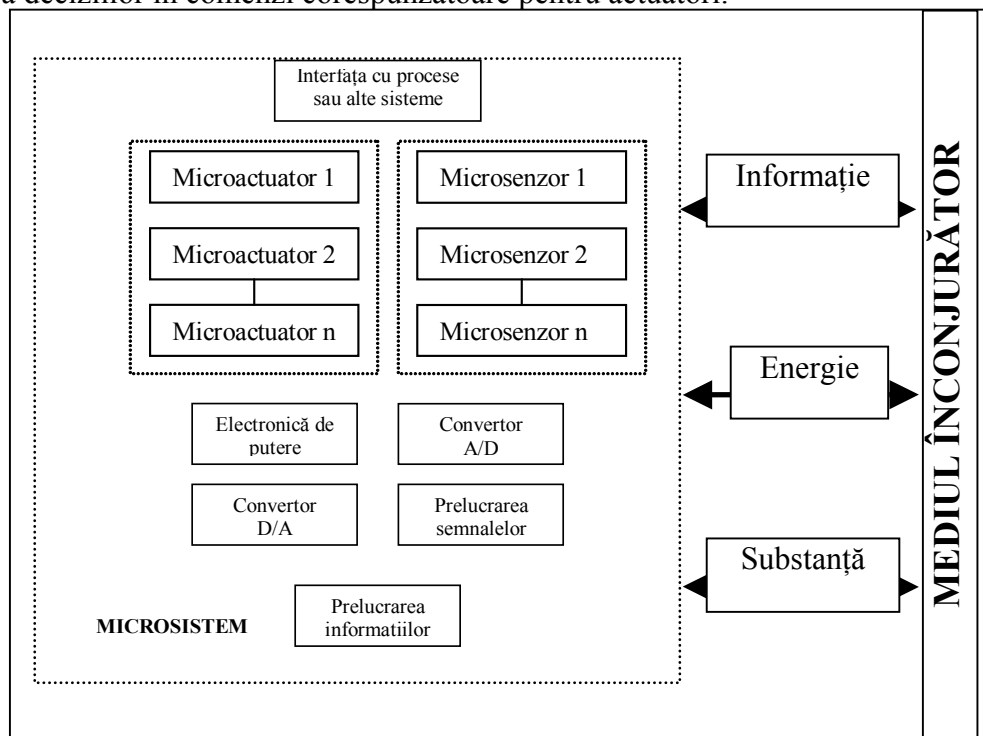 a deciziilor în comenzi corespunzătoare pentru actuatori.
Interfața cu procese
sau alte sisteme
Microactuator 1
Microactuator 2
Microactuator n
Microsenzor 1
Microsenzor 2
Microsenzor n
Electronică de
putere
Convertor
A/D
Convertor
D/A
Prelucrarea
semnalelor
Prelucrarea
informatiilor
MICROSISTEM
Informație
Energie
Substanță
MEDIUL ÎNCONJURĂTOR